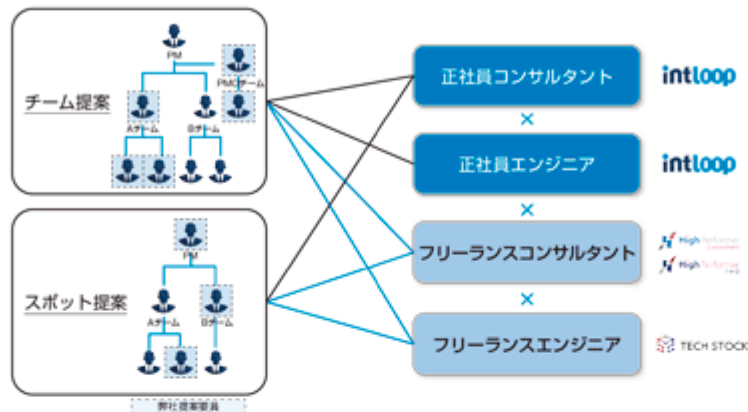 チーム提案
PM
PMOチーム
Aチーム
Bチーム
スポット提案
PM
Aチーム
Bチーム
弊社提案要員
正社員コンサルタント
intloop
×
正社員エンジニア
intloop
×
フリーランスコンサルタント
High Performer
High Performer
×
フリーランスエンジニア
TECH STOCK